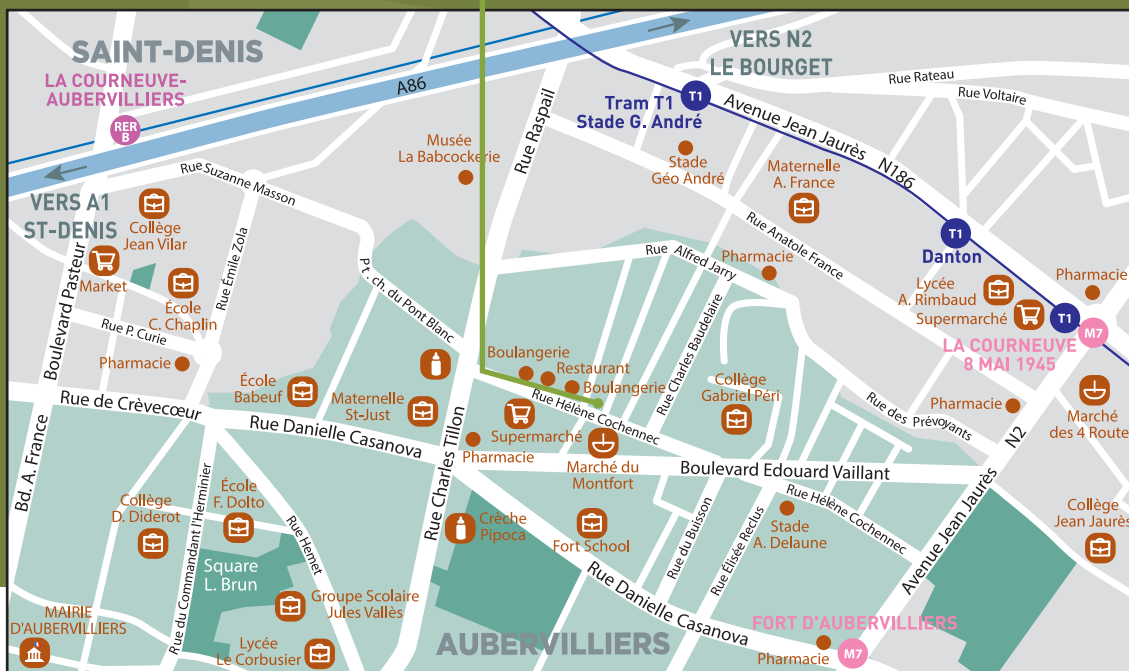 SAINT-DENIS
LA COURNEUVE-
AUBERVILLIERS
RER
B
A86
VERS N2
LE BOURGET
Rue Rateau
Rue Voltaire
T1
Tram T1
Stade G. André
Avenue Jean Jaurès
N186
Rue Raspail
Musée
La Babcockerie
Stade
Géo André
Maternelle
A. France
Rue Suzanne Masson
VERS A1
ST-DENIS
Collège
Jean Vilar
Market
École
C. Chaplin
Rue Émile Zola
Boulevard Pasteur
Rue P. Curie
Pharmacie
Pt. ch. du Pont Blanc
Rue Anatole France
Rue Alfred Jarry
Pharmacie
T1
Danton
Lycée
A. Rimbaud
Supermarché
Pharmacie
T1
M7
LA COURNEUVE
8 MAI 1945
Boulangerie
Restaurant
Boulangerie
Rue Charles Baudelaire
Collège
Gabriel Péri
Pharmacie
Marché
des 4 Route
Rue des Prévoyants
N2
École
Babeuf
Maternelle
St-Just
Rue Hélène Cochennec
Supermarché
Marché du
Montfort
Pharmacie
Rue de Crèvecœur
Rue Danielle Casanova
Boulevard Edouard Vaillant
Bd. A. France
Rue Charles Tillon
Collège
D. Diderot
École
F. Dolto
Rue du Commandant l'Herminier
Rue Hemet
Crèche
Pipoca
Fort School
Rue du Buisson
Rue Élisée Reclus
Rue Hélène Cochennec
Stade
A. Delaune
Avenue Jean Jaurès
Collège
Jean Jaurès
Square
L. Brun
Groupe Scolaire
Jules Vallès
Rue Danielle Casanova
MAIRIE
D'AUBERVILLIERS
Lycée
Le Corbusier
AUBERVILLIERS
FORT D'AUBERVILLIERS
Pharmacie
M7